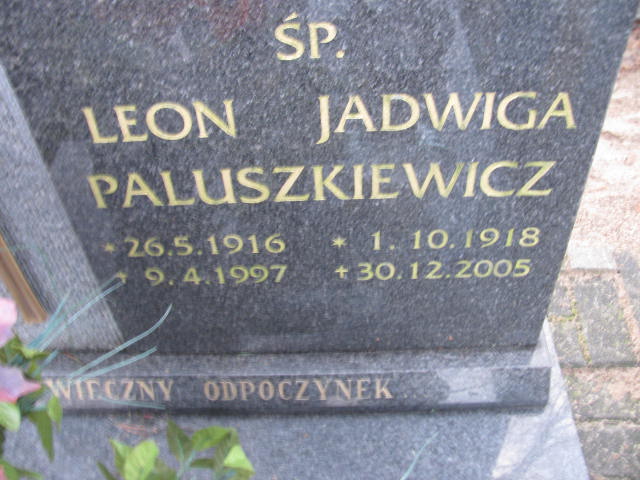 ŚP.
LEON JADWIGA
PALUSZKIEWICZ
* 26.5.1916 * 1.10.1918
+ 9.4.1997 + 30.12.2005
WIECZNY ODPOCZYNEK